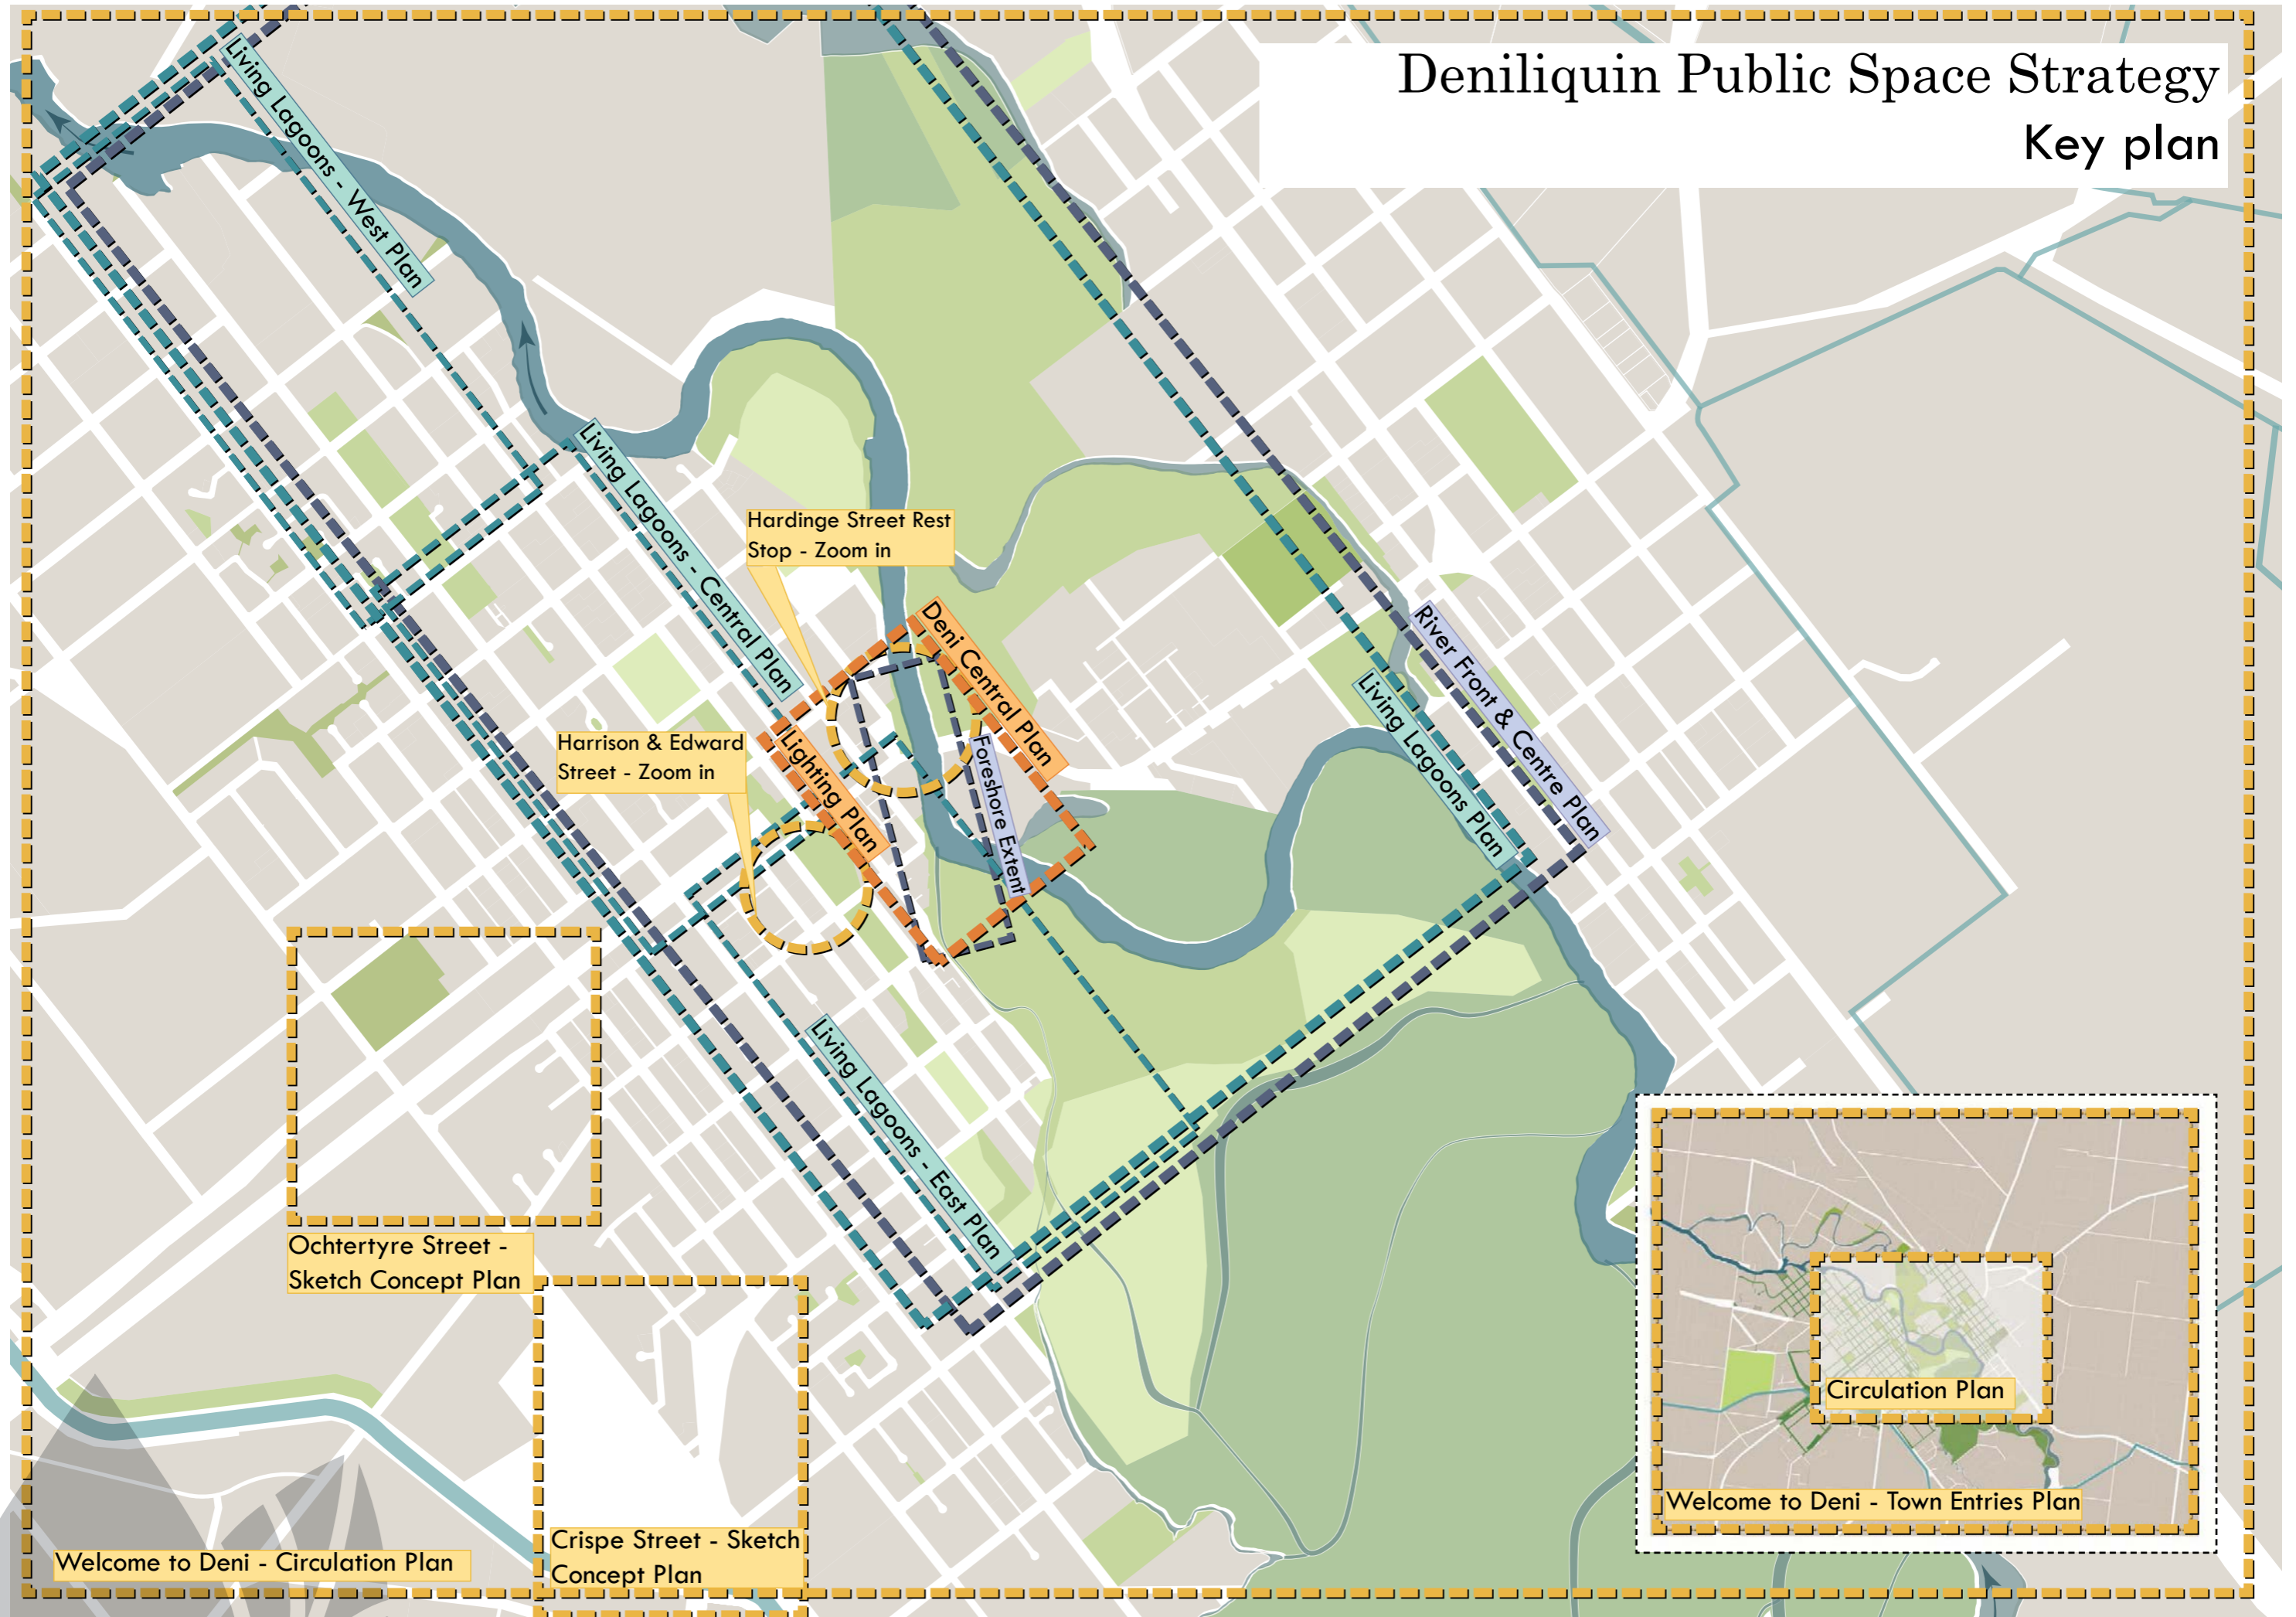 Deniliquin Public Space Strategy
Key plan
Living Lagoons - West Plan
Living Lagoons - Central Plan
Hardinge Street Rest
Stop - Zoom in
Deni Central Plan
River Front & Centre Plan
Living Lagoons Plan
Harrison & Edward
Street - Zoom in
Lighting Plan
Foreshore Extent
Living Lagoons - East Plan
Ochtertyre Street -
Sketch Concept Plan
Crispe Street - Sketch
Concept Plan
Welcome to Deni - Circulation Plan
Circulation Plan
Welcome to Deni - Town Entries Plan